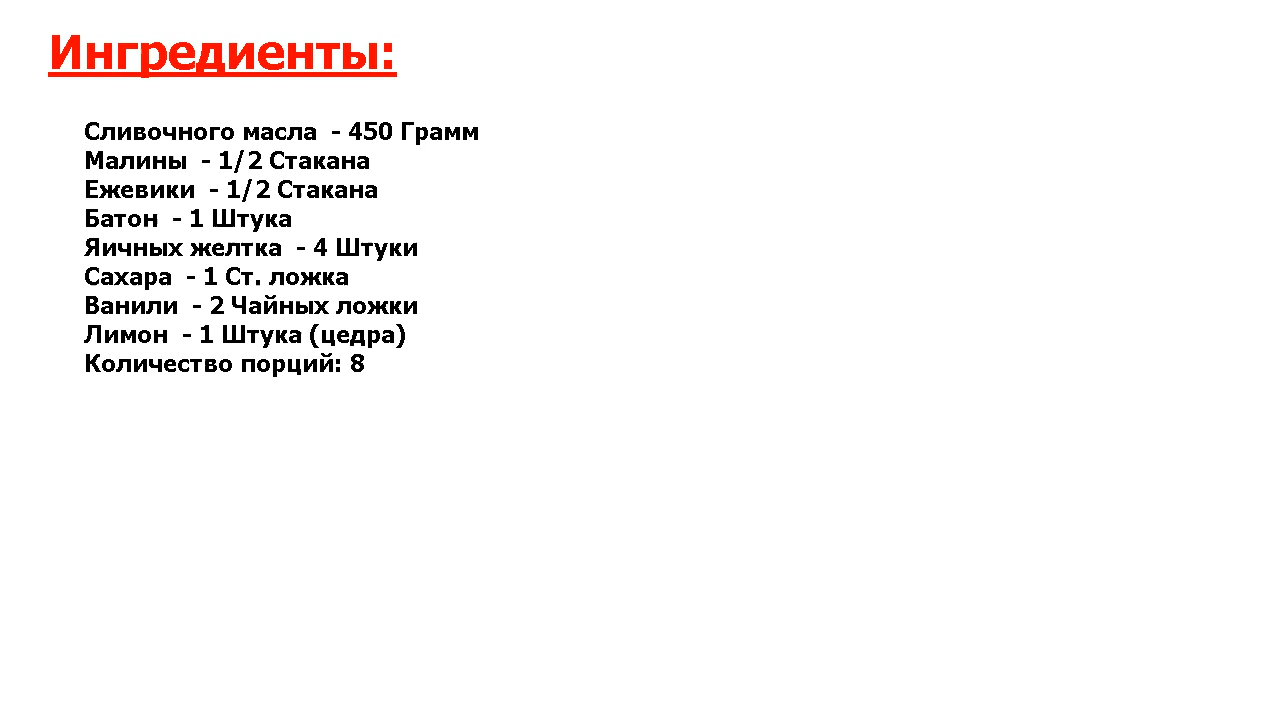 Ингредиенты:
Сливочного масла  - 450 Грамм
Малины  - 1/2 Стакана
Ежевики  - 1/2 Стакана
Батон  - 1 Штука
Яичных желтка  - 4 Штуки
Сахара  - 1 Ст. ложка
Ванили  - 2 Чайных ложки
Лимон  - 1 Штука (цедра)
Количество порций: 8